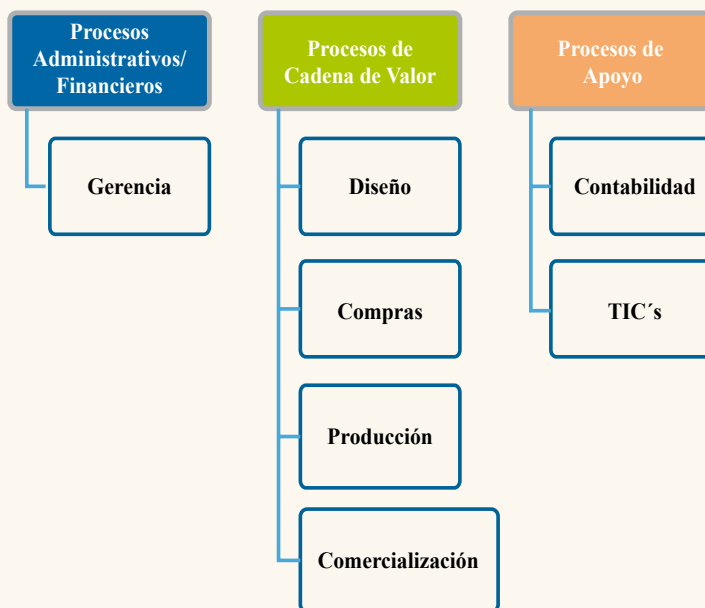 Procesos
Administrativos/
Financieros
Gerencia
Procesos de
Cadena de Valor
Diseño
Compras
Producción
Comercialización
Procesos de
Apoyo
Contabilidad
TIC´s